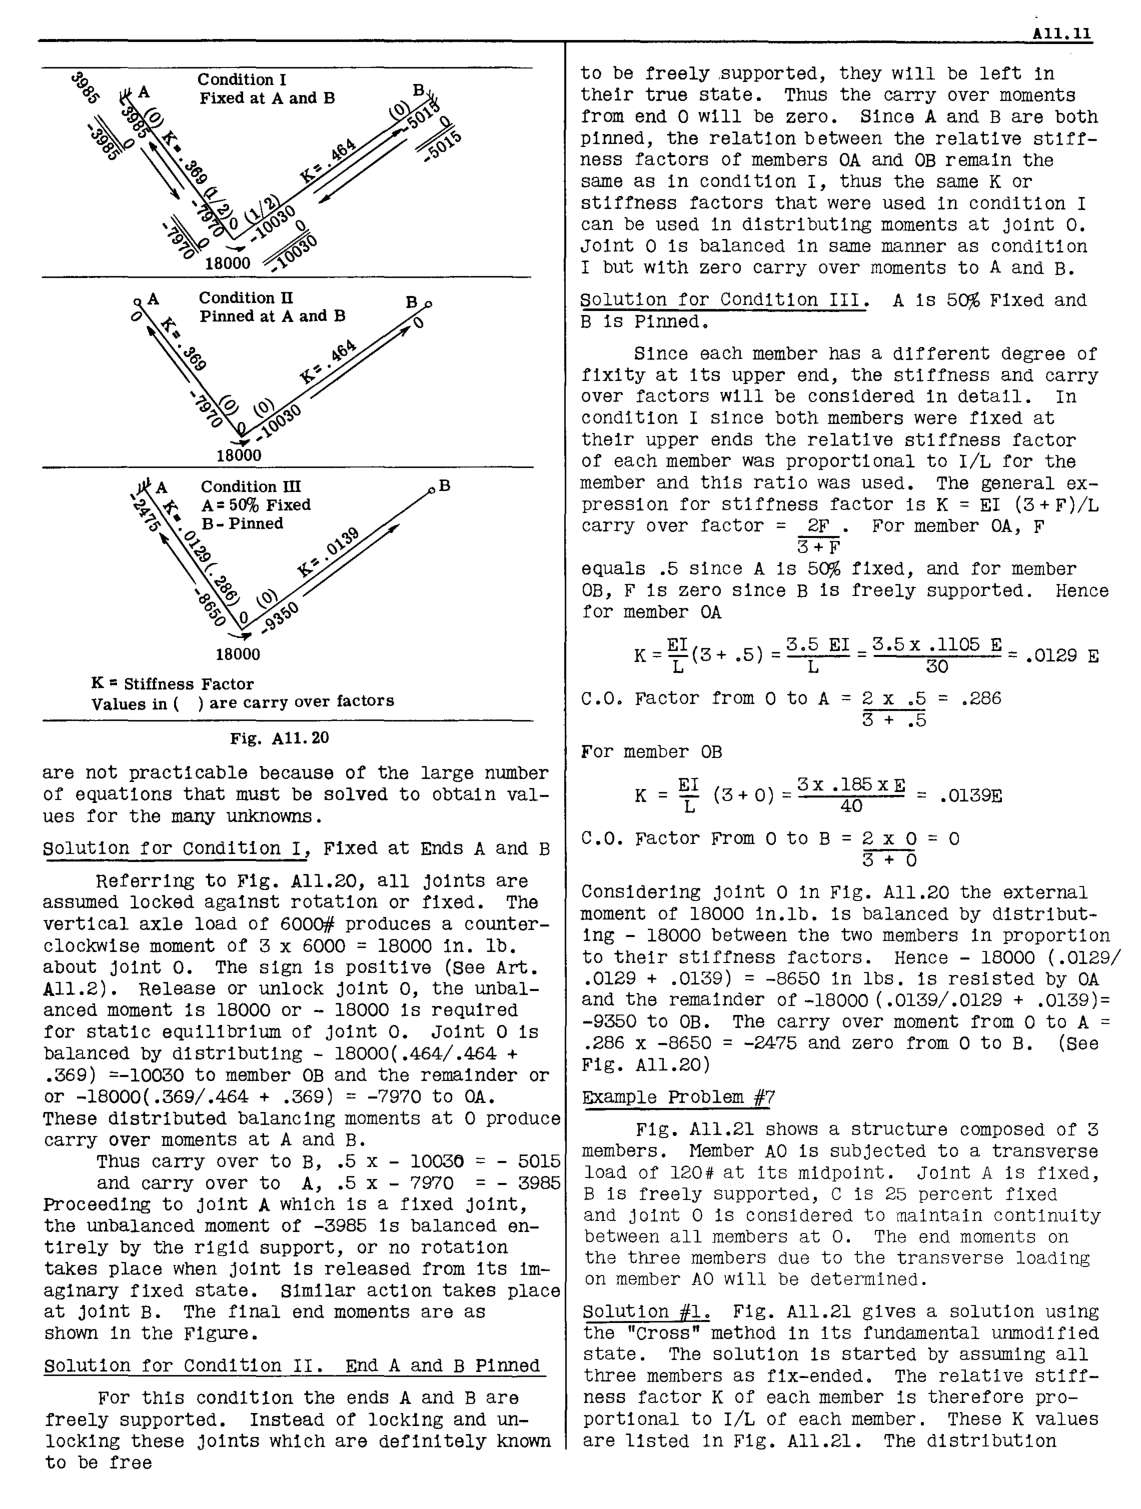 A11.11
Condition I
Fixed at A and B
A
B
3985
-3985
0
-3985
(0)
K = .369
(1/2)
-7970
0
-7970
0
(1/2)
K = .464
(0)
-5015
0
-5015
-10030
0
-10030
18000
Condition II
Pinned at A and B
A
0
B
0
K = .369
(0)
-7970
0
(0)
K = .464
-10030
18000
Condition III
A = 50% Fixed
B - Pinned
A
B
-2475
K = .0129 (.286)
-8650
0
(0)
K = .0139
-9350
18000
K = Stiffness Factor
Values in ( ) are carry over factors
Fig. A11.20
are not practicable because of the large number
of equations that must be solved to obtain val-
ues for the many unknowns.
Solution for Condition I, Fixed at Ends A and B
Referring to Fig. A11.20, all joints are
assumed locked against rotation or fixed. The
vertical axle load of 6000# produces a counter-
clockwise moment of 3 x 6000 = 18000 in. lb.
about joint O. The sign is positive (See Art.
A11.2). Release or unlock joint O, the unbal-
anced moment is 18000 or - 18000 is required
for static equilibrium of joint O. Joint O is
balanced by distributing - 18000(.464/.464 +
.369) =-10030 to member OB and the remainder or
or -18000(.369/.464 + .369) = -7970 to OA.
These distributed balancing moments at O produce
carry over moments at A and B.
Thus carry over to B, .5 x - 10030 = - 5015
and carry over to A, .5 x - 7970 = - 3985
Proceeding to joint A which is a fixed joint,
the unbalanced moment of -3985 is balanced en-
tirely by the rigid support, or no rotation
takes place when joint is released from its im-
aginary fixed state. Similar action takes place
at joint B. The final end moments are as
shown in the Figure.
Solution for Condition II. End A and B Pinned
For this condition the ends A and B are
freely supported. Instead of locking and un-
locking these joints which are definitely known
to be free
to be freely supported, they will be left in
their true state. Thus the carry over moments
from end O will be zero. Since A and B are both
pinned, the relation between the relative stiff-
ness factors of members OA and OB remain the
same as in condition I, thus the same K or
stiffness factors that were used in condition I
can be used in distributing moments at joint O.
Joint O is balanced in same manner as condition
I but with zero carry over moments to A and B.
Solution for Condition III. A is 50% Fixed and
B is Pinned.
Since each member has a different degree of
fixity at its upper end, the stiffness and carry
over factors will be considered in detail. In
condition I since both members were fixed at
their upper ends the relative stiffness factor
of each member was proportional to I/L for the
member and this ratio was used. The general ex-
pression for stiffness factor is K = EI (3 + F)/L
carry over factor = 2F / 3 + F . For member OA, F
equals .5 since A is 50% fixed, and for member
OB, F is zero since B is freely supported. Hence
for member OA
K = EI/L (3 + .5) = 3.5 EI / L = 3.5 x .1105 E / 30 = .0129 E
C.O. Factor from O to A = 2 x .5 / 3 + .5 = .286
For member OB
K = EI/L (3 + 0) = 3 x .185 x E / 40 = .0139E
C.O. Factor From O to B = 2 x 0 / 3 + 0 = 0
Considering joint O in Fig. A11.20 the external
moment of 18000 in.lb. is balanced by distribut-
ing - 18000 between the two members in proportion
to their stiffness factors. Hence - 18000 (.0129/
.0129 + .0139) = -8650 in lbs. is resisted by OA
and the remainder of -18000 (.0139/.0129 + .0139)=
-9350 to OB. The carry over moment from O to A =
.286 x -8650 = -2475 and zero from O to B. (See
Fig. A11.20)
Example Problem #7
Fig. A11.21 shows a structure composed of 3
members. Member AO is subjected to a transverse
load of 120# at its midpoint. Joint A is fixed,
B is freely supported, C is 25 percent fixed
and joint O is considered to maintain continuity
between all members at O. The end moments on
the three members due to the transverse loading
on member AO will be determined.
Solution #1. Fig. A11.21 gives a solution using
the "Cross" method in its fundamental unmodified
state. The solution is started by assuming all
three members as fix-ended. The relative stiff-
ness factor K of each member is therefore pro-
portional to I/L of each member. These K values
are listed in Fig. A11.21. The distribution